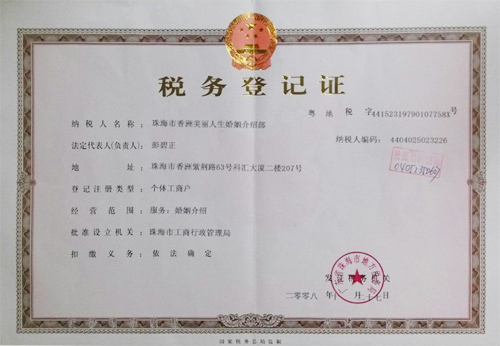 税务登记证
粤地 税 字44152319790107758X号
纳税人名称：珠海市香洲美丽人生婚姻介绍部
纳税人编码：4404025023226
法定代表人(负责人)：彭碧正
地址：珠海市香洲紫荆路63号科汇大厦二楼207号
登记注册类型：个体工商户
经营范围：服务：婚姻介绍
批准设立机关：珠海市工商行政管理局
扣缴义务：依法确定
发证税务机关
二零零八年 月十七日
国家税务总局监制